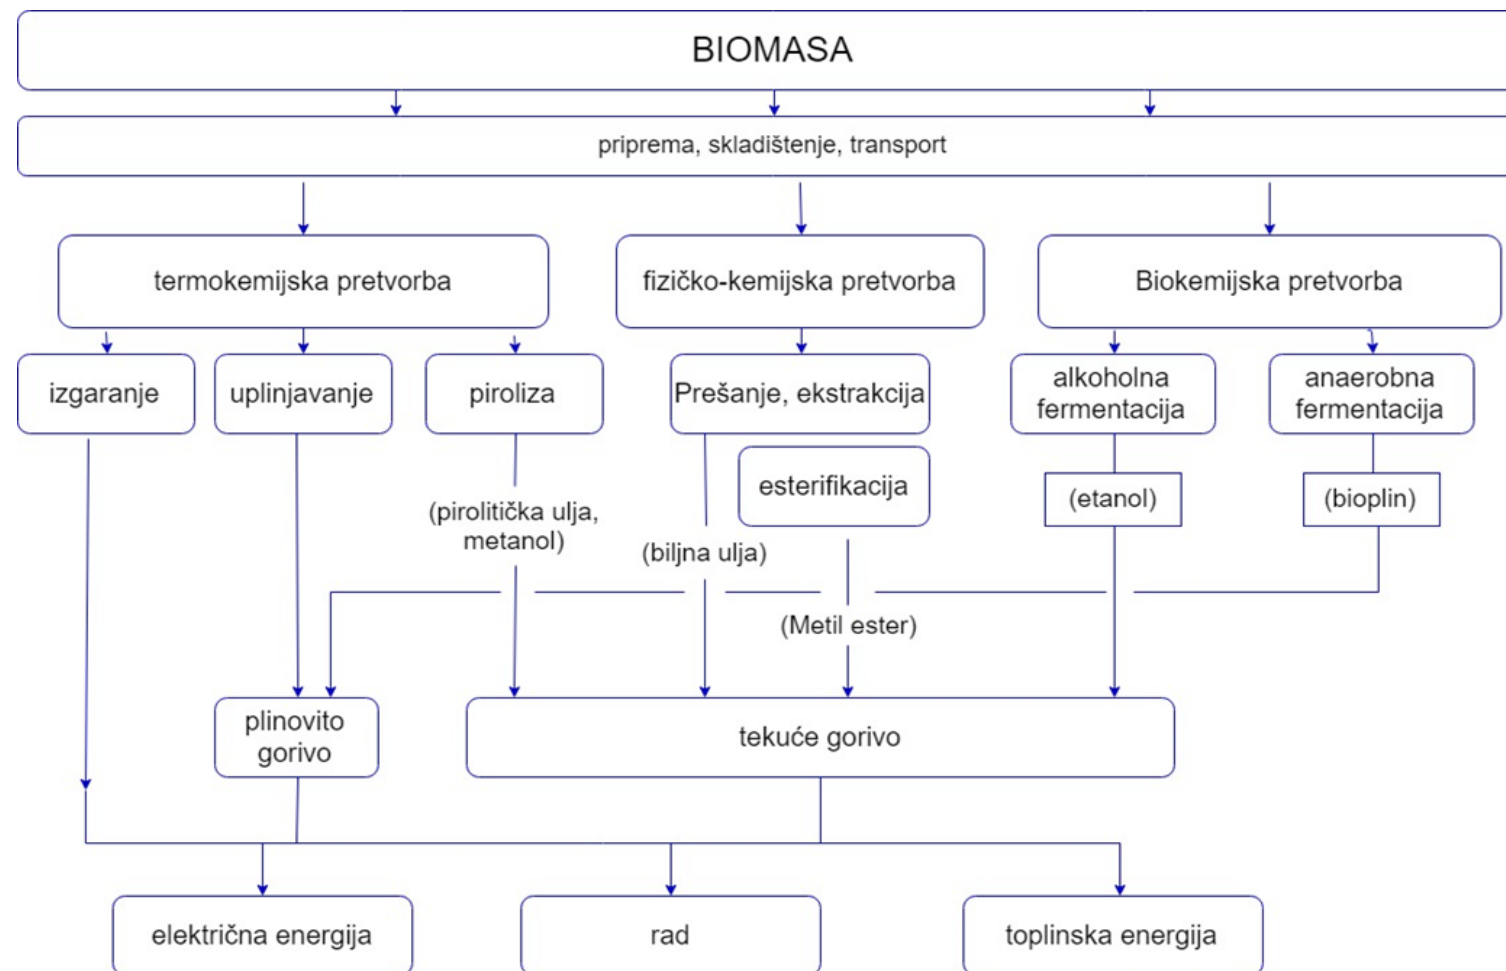 BIOMASA
priprema, skladištenje, transport
termokemijska pretvorba
fizičko-kemijska pretvorba
Biokemijska pretvorba
izgaranje
uplinjavanje
piroliza
Prešanje, ekstrakcija
alkoholna
fermentacija
anaerobna
fermentacija
esterifikacija
(etanol)
(bioplin)
(pirolitička ulja,
metanol)
(biljna ulja)
(Metil ester)
plinovito
gorivo
tekuće gorivo
električna energija
rad
toplinska energija